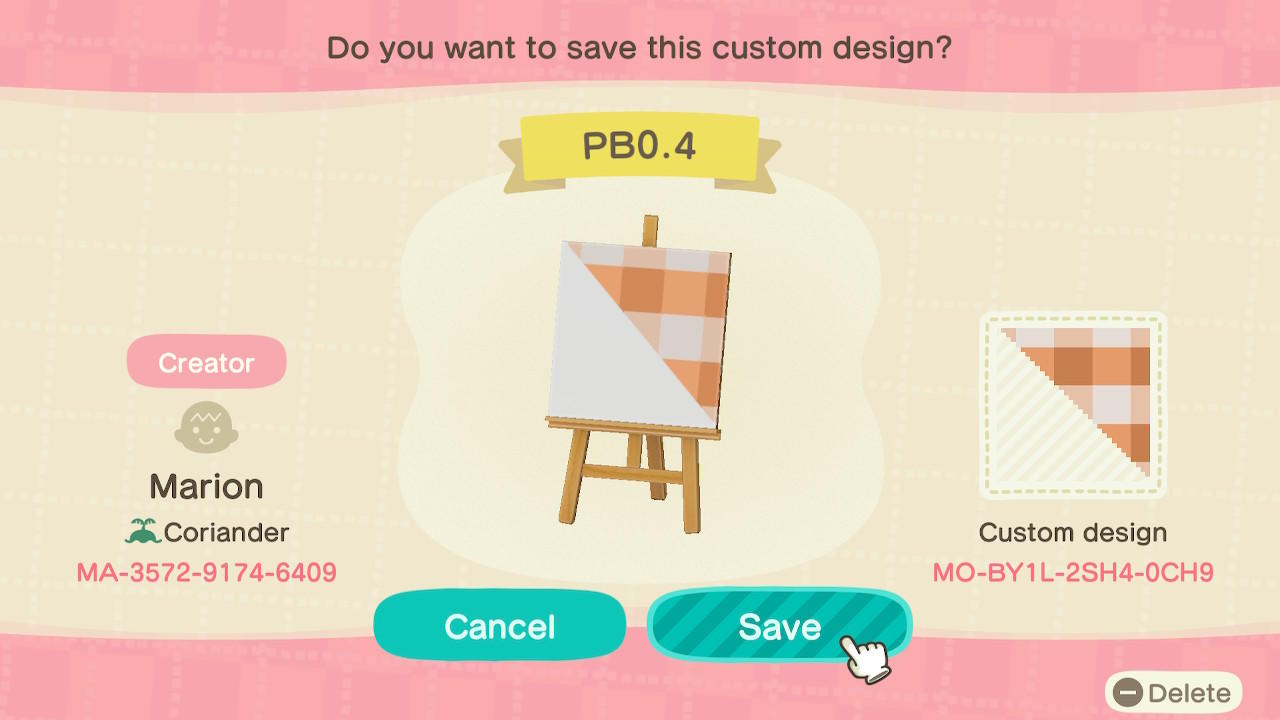 Do you want to save this custom design?
PB0.4
Creator
Marion
Coriander
MA-3572-9174-6409
Custom design
MO-BY1L-2SH4-0CH9
Cancel
Save
Delete